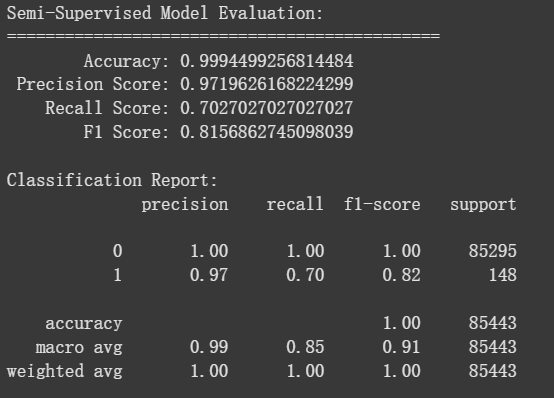 Semi-Supervised Model Evaluation:
=============================================
Accuracy: 0.9994499256814484
Precision Score: 0.9719626168224299
Recall Score: 0.7027027027027027
F1 Score: 0.8156862745098039
Classification Report:
precision recall f1-score support
0 1.00 1.00 1.00 85295
1 0.97 0.70 0.82 148
accuracy 1.00 85443
macro avg 0.99 0.85 0.91 85443
weighted avg 1.00 1.00 1.00 85443